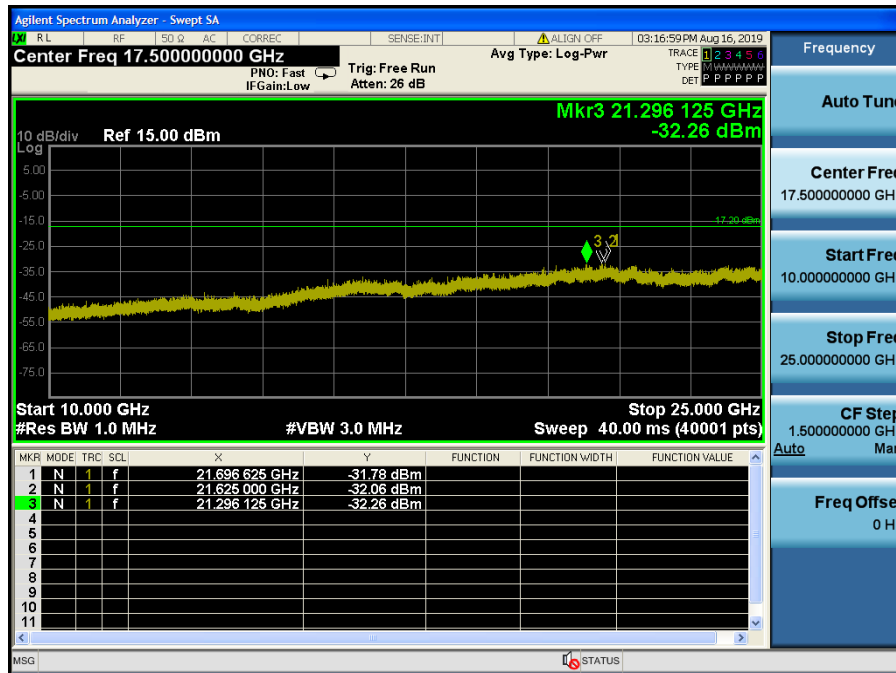 Agilent Spectrum Analyzer - Swept SA
LXI RL RF 50 Ω AC CORREC SENSE:INT ALIGN OFF 03:16:59PM Aug 16, 2019
Center Freq 17.500000000 GHz
PNO: Fast
IFGain:Low
Trig: Free Run
Atten: 26 dB
Avg Type: Log-Pwr
TRACE 1 2 3 4 5 6
TYPE M WWWWW
DET P P P P P P
Mkr3 21.296 125 GHz
-32.26 dBm
10 dB/div Ref 15.00 dBm
Log
5.00
-5.00
-15.0
-17.20 dBm
-25.0
3 2 1
-35.0
-45.0
-55.0
-65.0
-75.0
Start 10.000 GHz Stop 25.000 GHz
#Res BW 1.0 MHz #VBW 3.0 MHz Sweep 40.00 ms (40001 pts)
MKR MODE TRC SCL X Y FUNCTION FUNCTION WIDTH FUNCTION VALUE
1 N 1 f 21.696 625 GHz -31.78 dBm
2 N 1 f 21.625 000 GHz -32.06 dBm
3 N 1 f 21.296 125 GHz -32.26 dBm
4
5
6
7
8
9
10
11
MSG STATUS
Frequency
Auto Tune
Center Freq
17.500000000 GH
Start Freq
10.000000000 GH
Stop Freq
25.000000000 GH
CF Step
1.500000000 GH
Auto Man
Freq Offse
0 H